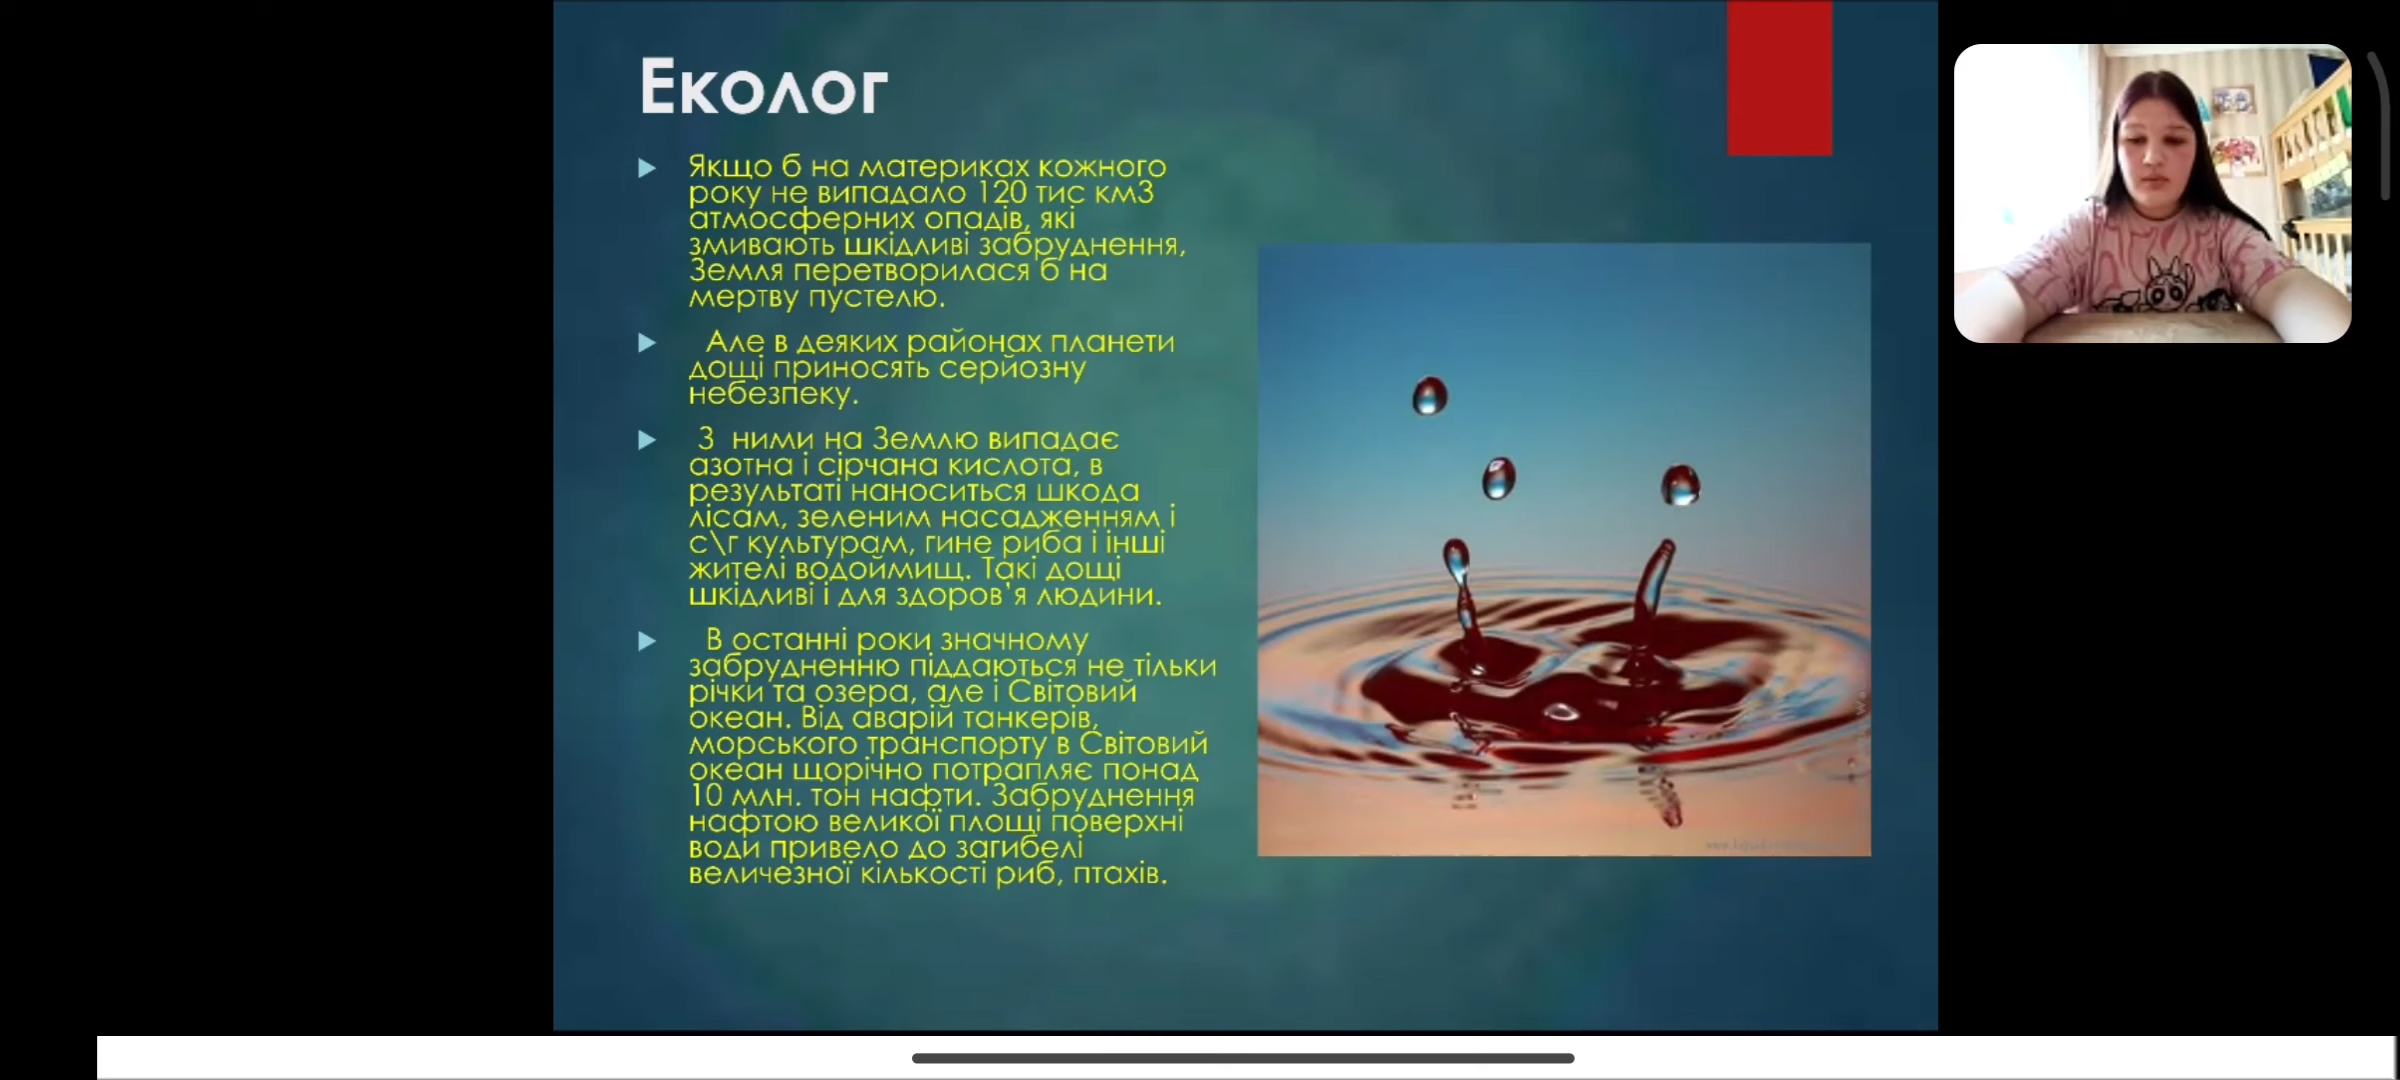 Еколог
Якщо б на материках кожного
року не випадало 120 тис км3
атмосферних опадів, які
змивають шкідливі забруднення,
Земля перетворилася б на
мертву пустелю.
Але в деяких районах планети
дощі приносять серйозну
небезпеку.
З ними на Землю випадає
азотна і сірчана кислота, в
результаті наноситься шкода
лісам, зеленим насадженням і
с\г культурам, гине риба і інші
жителі водоймищ. Такі дощі
шкідливі і для здоров'я людини.
В останні роки значному
забрудненню піддаються не тільки
річки та озера, але і Світовий
океан. Від аварій танкерів,
морського транспорту в Світовий
океан щорічно потрапляє понад
10 млн. тон нафти. Забруднення
нафтою великої площі поверхні
води привело до загибелі
величезної кількості риб, птахів.